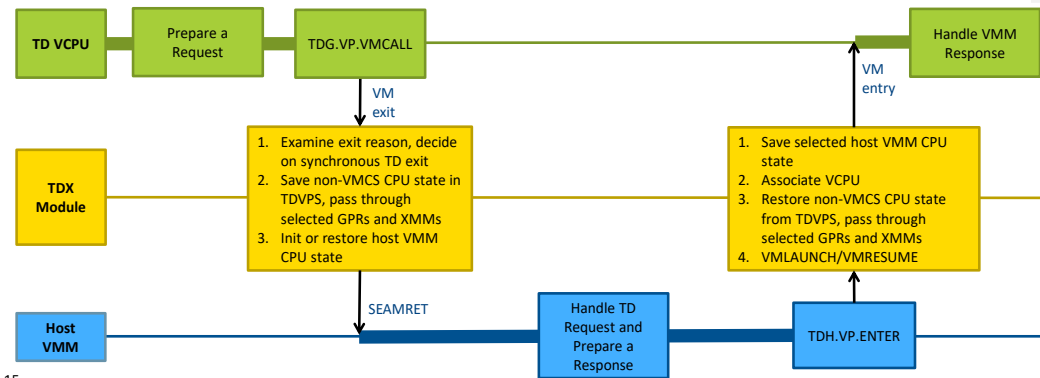 TD VCPU
Prepare a
Request
TDG.VP.VMCALL
Handle VMM
Response
VM
exit
VM
entry
TDX
Module
1. Examine exit reason, decide
on synchronous TD exit
2. Save non-VMCS CPU state in
TDVPS, pass through
selected GPRs and XMMs
3. Init or restore host VMM
CPU state
1. Save selected host VMM CPU
state
2. Associate VCPU
3. Restore non-VMCS CPU state
from TDVPS, pass through
selected GPRs and XMMs
4. VMLAUNCH/VMRESUME
SEAMRET
Host
VMM
Handle TD
Request and
Prepare a
Response
TDH.VP.ENTER